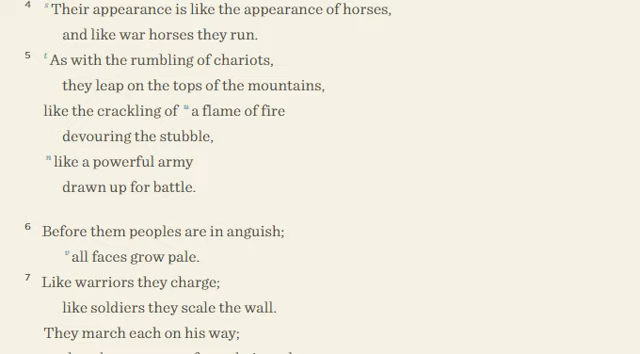 4 s Their appearance is like the appearance of horses,
and like war horses they run.
5 t As with the rumbling of chariots,
they leap on the tops of the mountains,
like the crackling of u a flame of fire
devouring the stubble,
n like a powerful army
drawn up for battle.
6 Before them peoples are in anguish;
v all faces grow pale.
7 Like warriors they charge;
like soldiers they scale the wall.
They march each on his way;